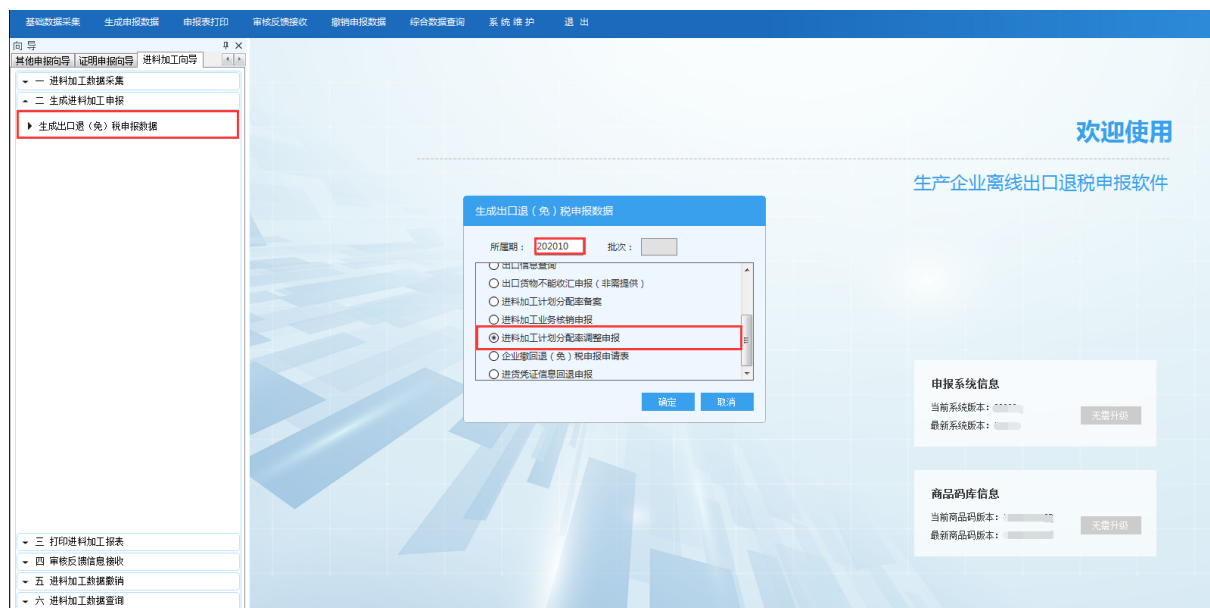 基础数据采集 生成申报数据 申报表打印 审核反馈接收 撤销申报数据 综合数据查询 系统维护 退出
向导
其他申报向导 证明申报向导 进料加工向导
一 进料加工数据采集
二 生成进料加工申报
生成出口退（免）税申报数据
欢迎使用
生产企业离线出口退税申报软件
生成出口退（免）税申报数据
所属期： 202010 批次：
出口信息查询
出口货物不能收汇申报（非需提供）
进料加工计划分配率备案
进料加工业务核销申报
进料加工计划分配率调整申报
企业撤回退（免）税申报申请表
进货凭证信息回退申报
确定 取消
申报系统信息
当前系统版本：
最新系统版本：
无需升级
商品码库信息
当前商品码版本：
最新商品码版本：
无需升级
三 打印进料加工报表
四 审核反馈信息接收
五 进料加工数据撤销
六 进料加工数据查询